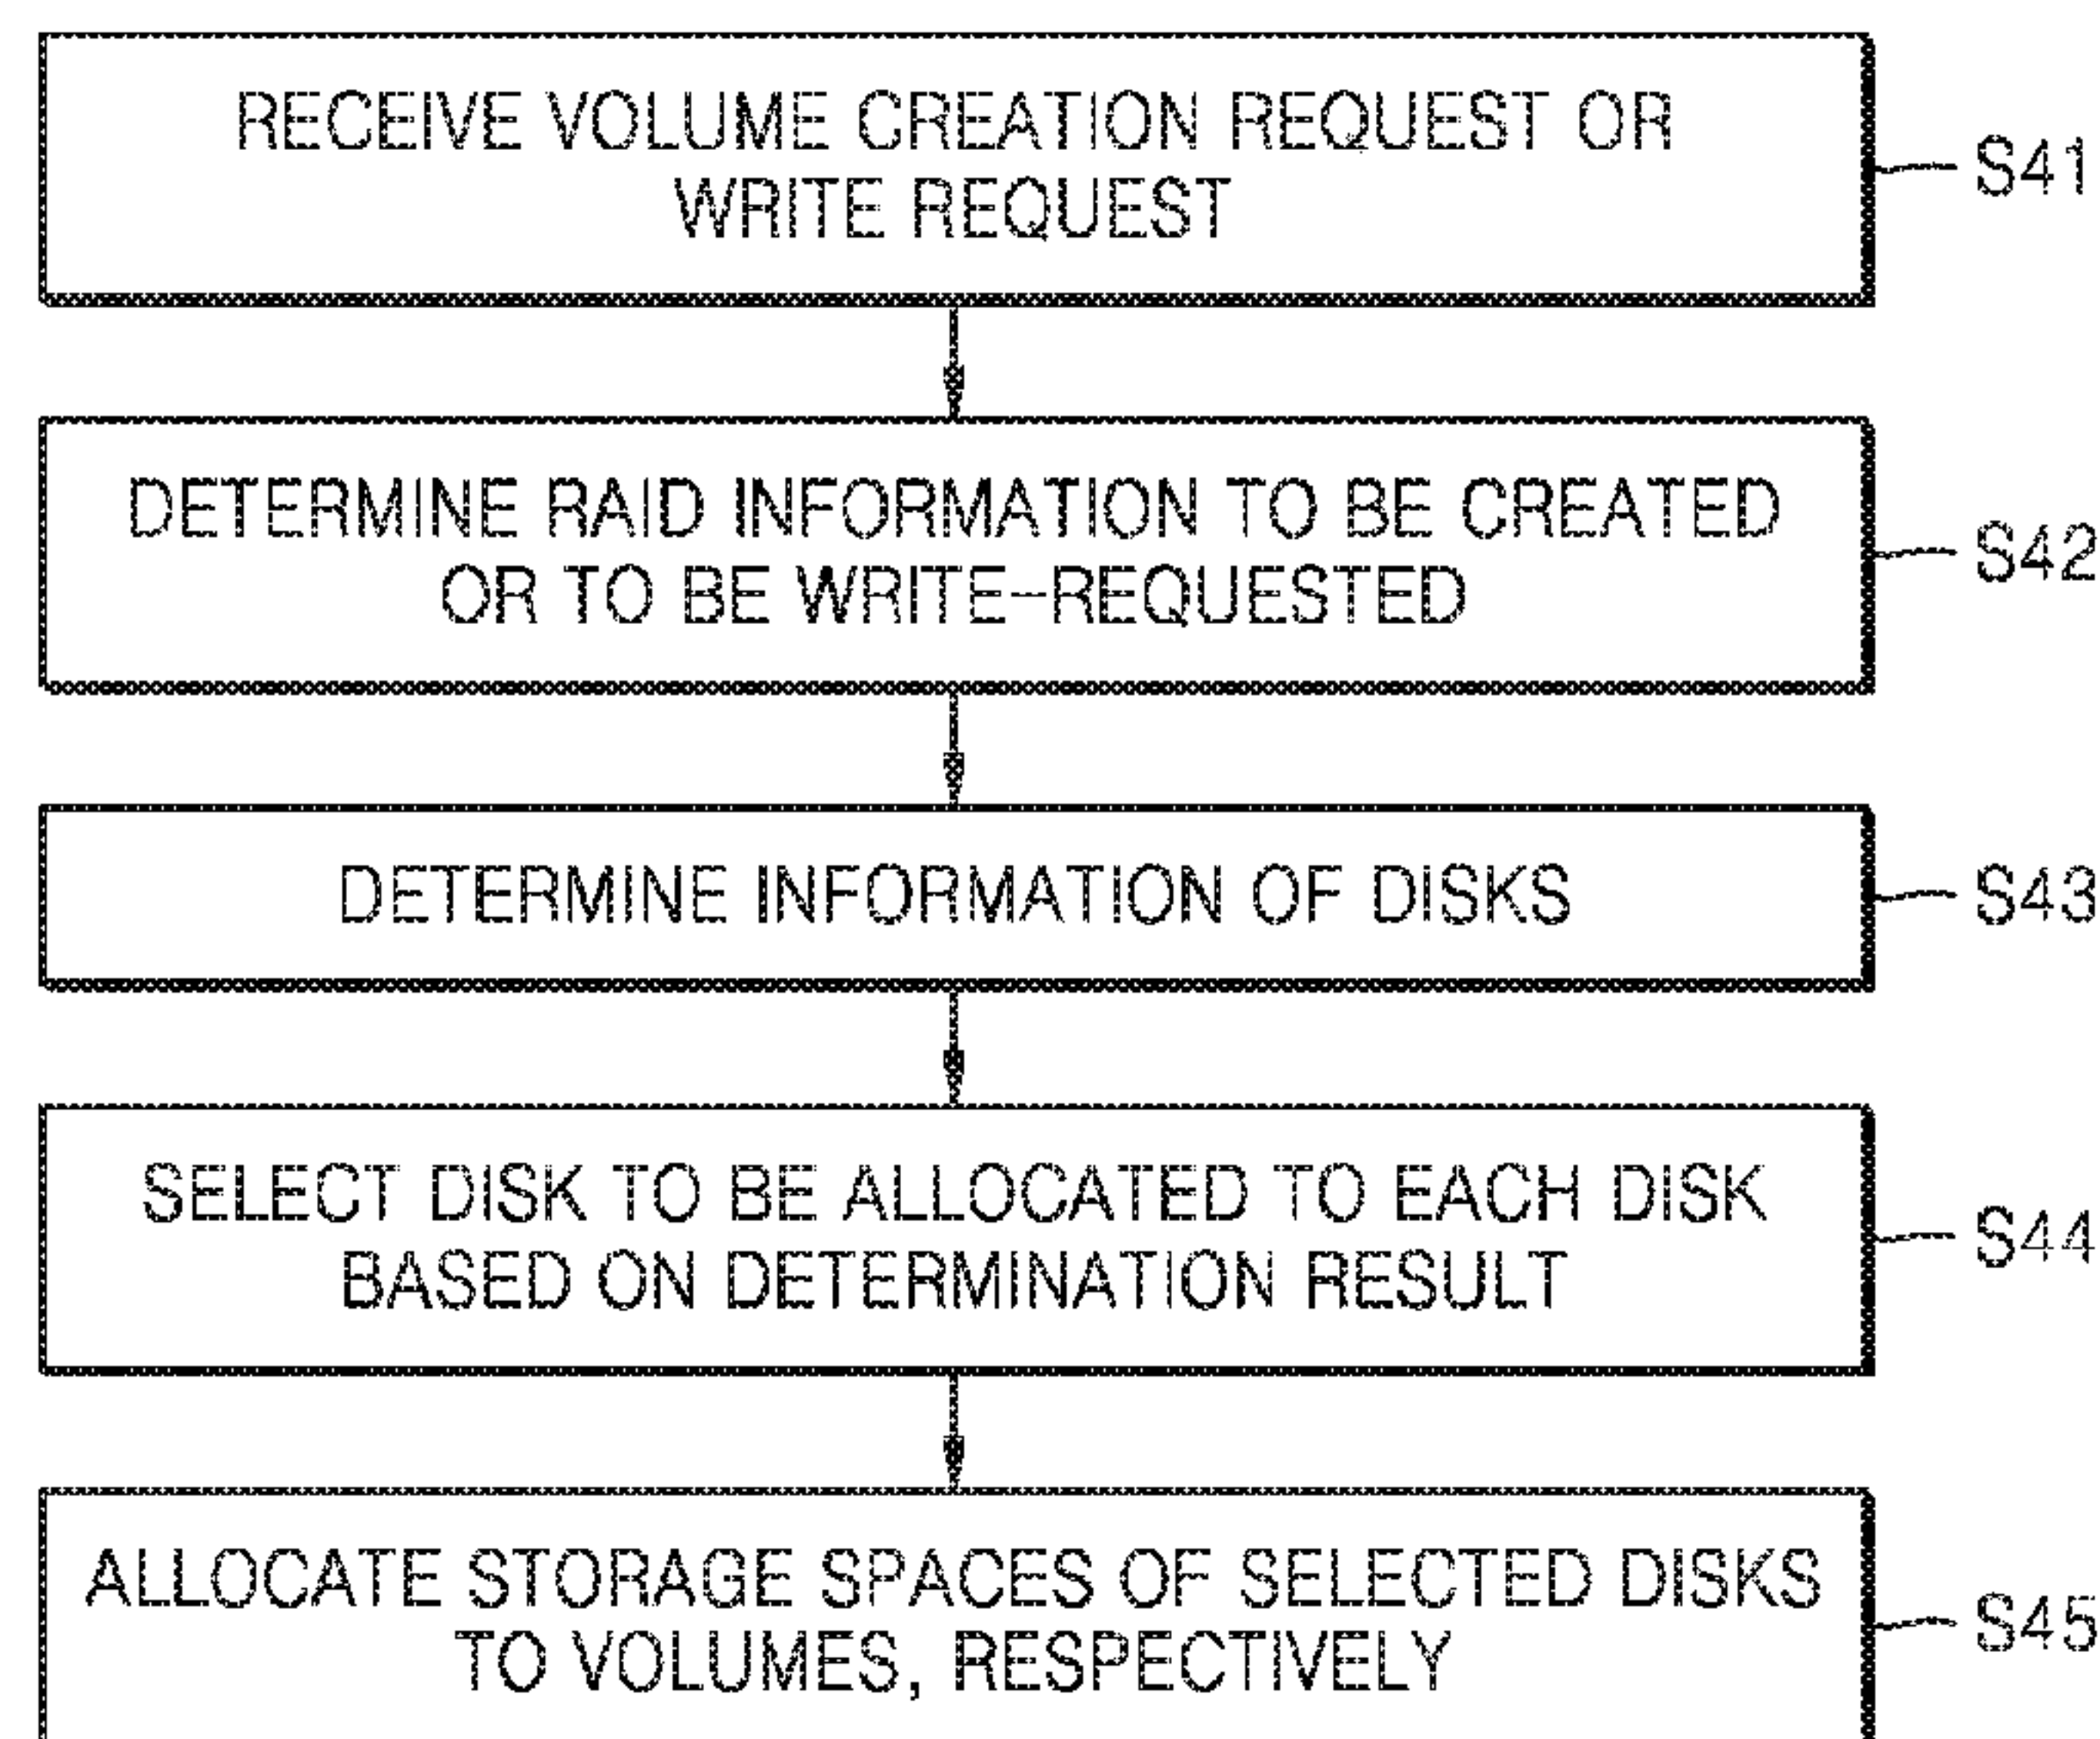 RECEIVE VOLUME CREATION REQUEST OR
WRITE REQUEST
S41
DETERMINE RAID INFORMATION TO BE CREATED
OR TO BE WRITE-REQUESTED
S42
DETERMINE INFORMATION OF DISKS
S43
SELECT DISK TO BE ALLOCATED TO EACH DISK
BASED ON DETERMINATION RESULT
S44
ALLOCATE STORAGE SPACES OF SELECTED DISKS
TO VOLUMES, RESPECTIVELY
S45